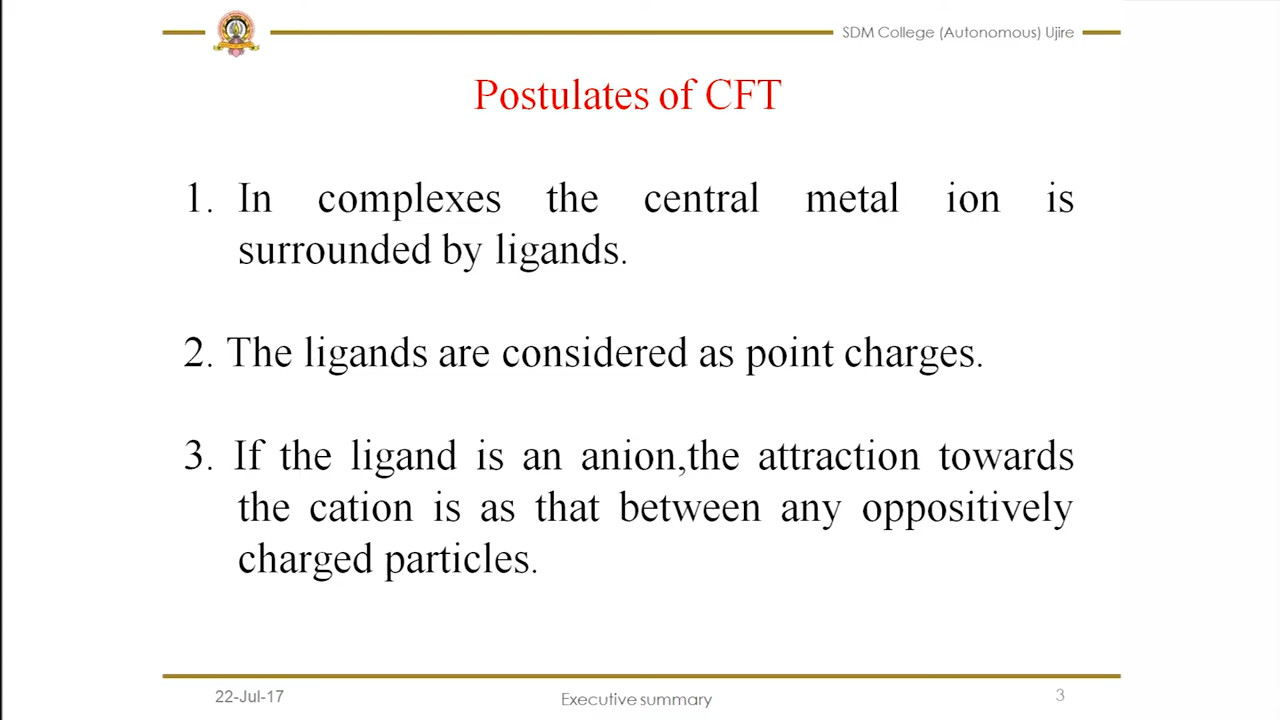 SDM College (Autonomous) Ujire
Postulates of CFT
1. In complexes the central metal ion is
surrounded by ligands.
2. The ligands are considered as point charges.
3. If the ligand is an anion,the attraction towards
the cation is as that between any oppositively
charged particles.
22-Jul-17
Executive summary
3